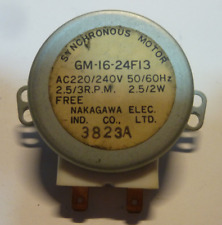 SYNCHRONOUS MOTOR
GM-16-24F13
AC220/240V 50/60Hz
2.5/3R.P.M. 2.5/2W
FREE
NAKAGAWA ELEC.
IND. CO., LTD.
3823A